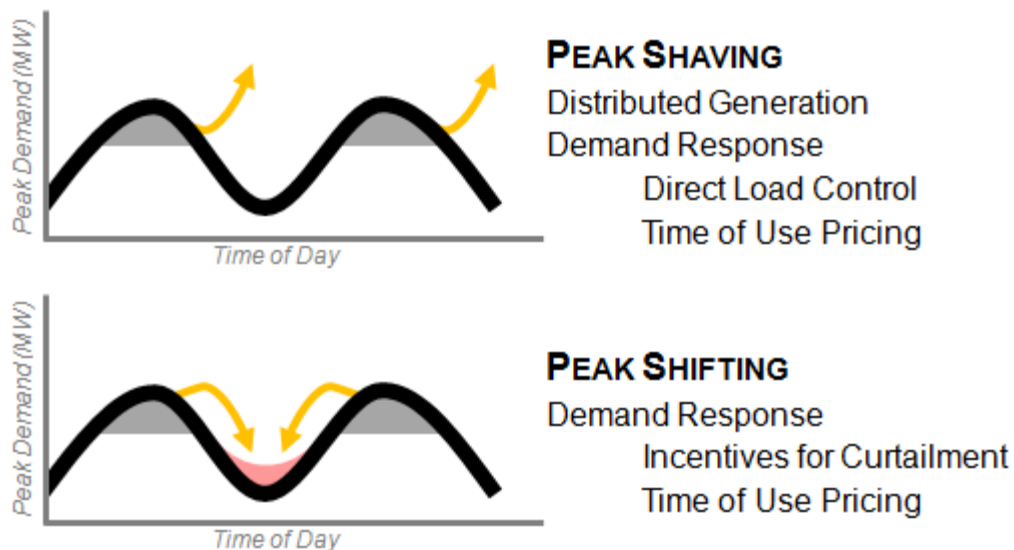 Peak Demand (MW)
Time of Day
PEAK SHAVING
Distributed Generation
Demand Response
Direct Load Control
Time of Use Pricing
Peak Demand (MW)
Time of Day
PEAK SHIFTING
Demand Response
Incentives for Curtailment
Time of Use Pricing